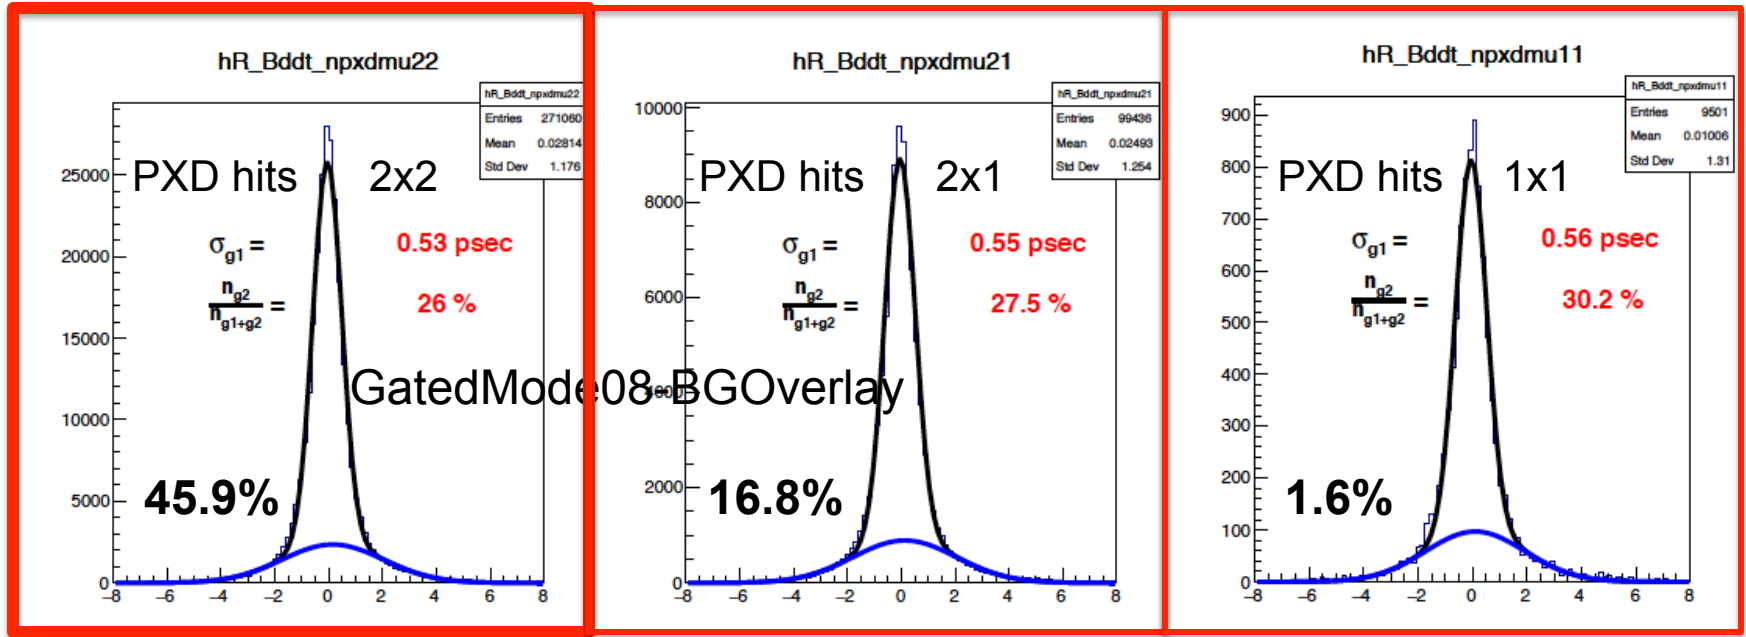 hR_Bddt_npxdmu22
hR_Bddt_npxdmu22
Entries 271060
Mean 0.02814
Std Dev 1.176
PXD hits 2x2
σg1 = 0.53 psec
ng2
ng1+g2 = 26 %
45.9%
25000
20000
15000
10000
5000
0
−8 −6 −4 −2 0 2 4 6 8
GatedMode08-BGOverlay
hR_Bddt_npxdmu21
hR_Bddt_npxdmu21
Entries 99436
Mean 0.02493
Std Dev 1.254
PXD hits 2x1
σg1 = 0.55 psec
ng2
ng1+g2 = 27.5 %
16.8%
10000
8000
6000
4000
2000
0
−8 −6 −4 −2 0 2 4 6 8
hR_Bddt_npxdmu11
hR_Bddt_npxdmu11
Entries 9501
Mean 0.01006
Std Dev 1.31
PXD hits 1x1
σg1 = 0.56 psec
ng2
ng1+g2 = 30.2 %
1.6%
900
800
700
600
500
400
300
200
100
0
−8 −6 −4 −2 0 2 4 6 8